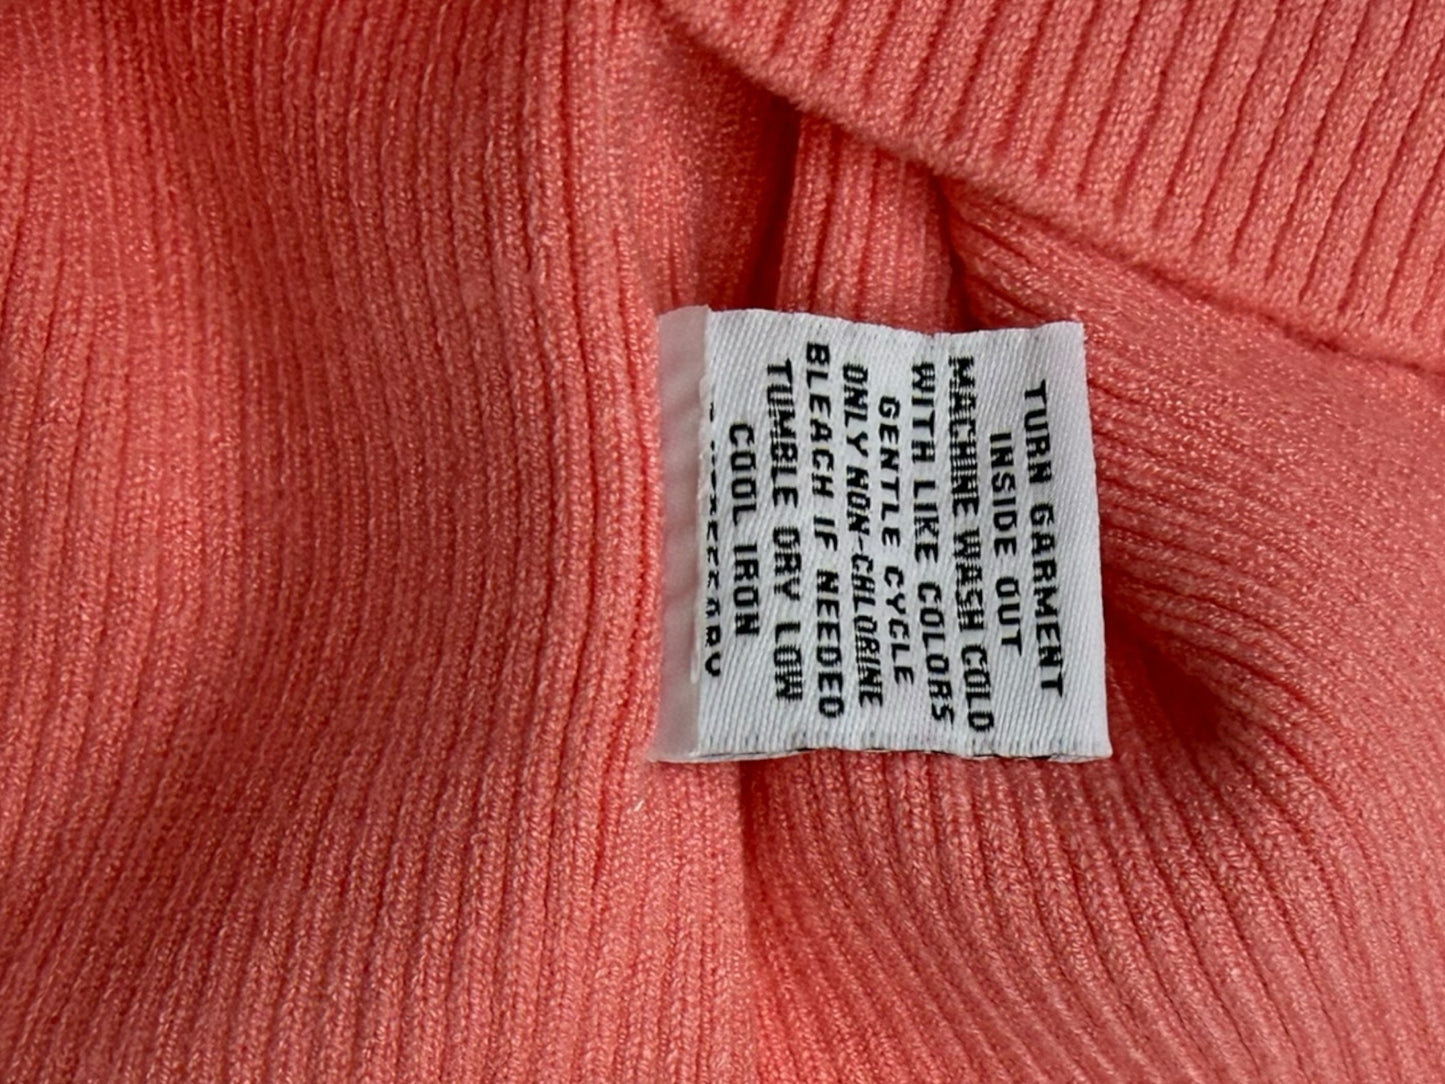 TURN GARMENT
INSIDE OUT
MACHINE WASH COLD
WITH LIKE COLORS
GENTLE CYCLE
ONLY NON-CHLORINE
BLEACH IF NEEDED
TUMBLE DRY LOW
COOL IRON